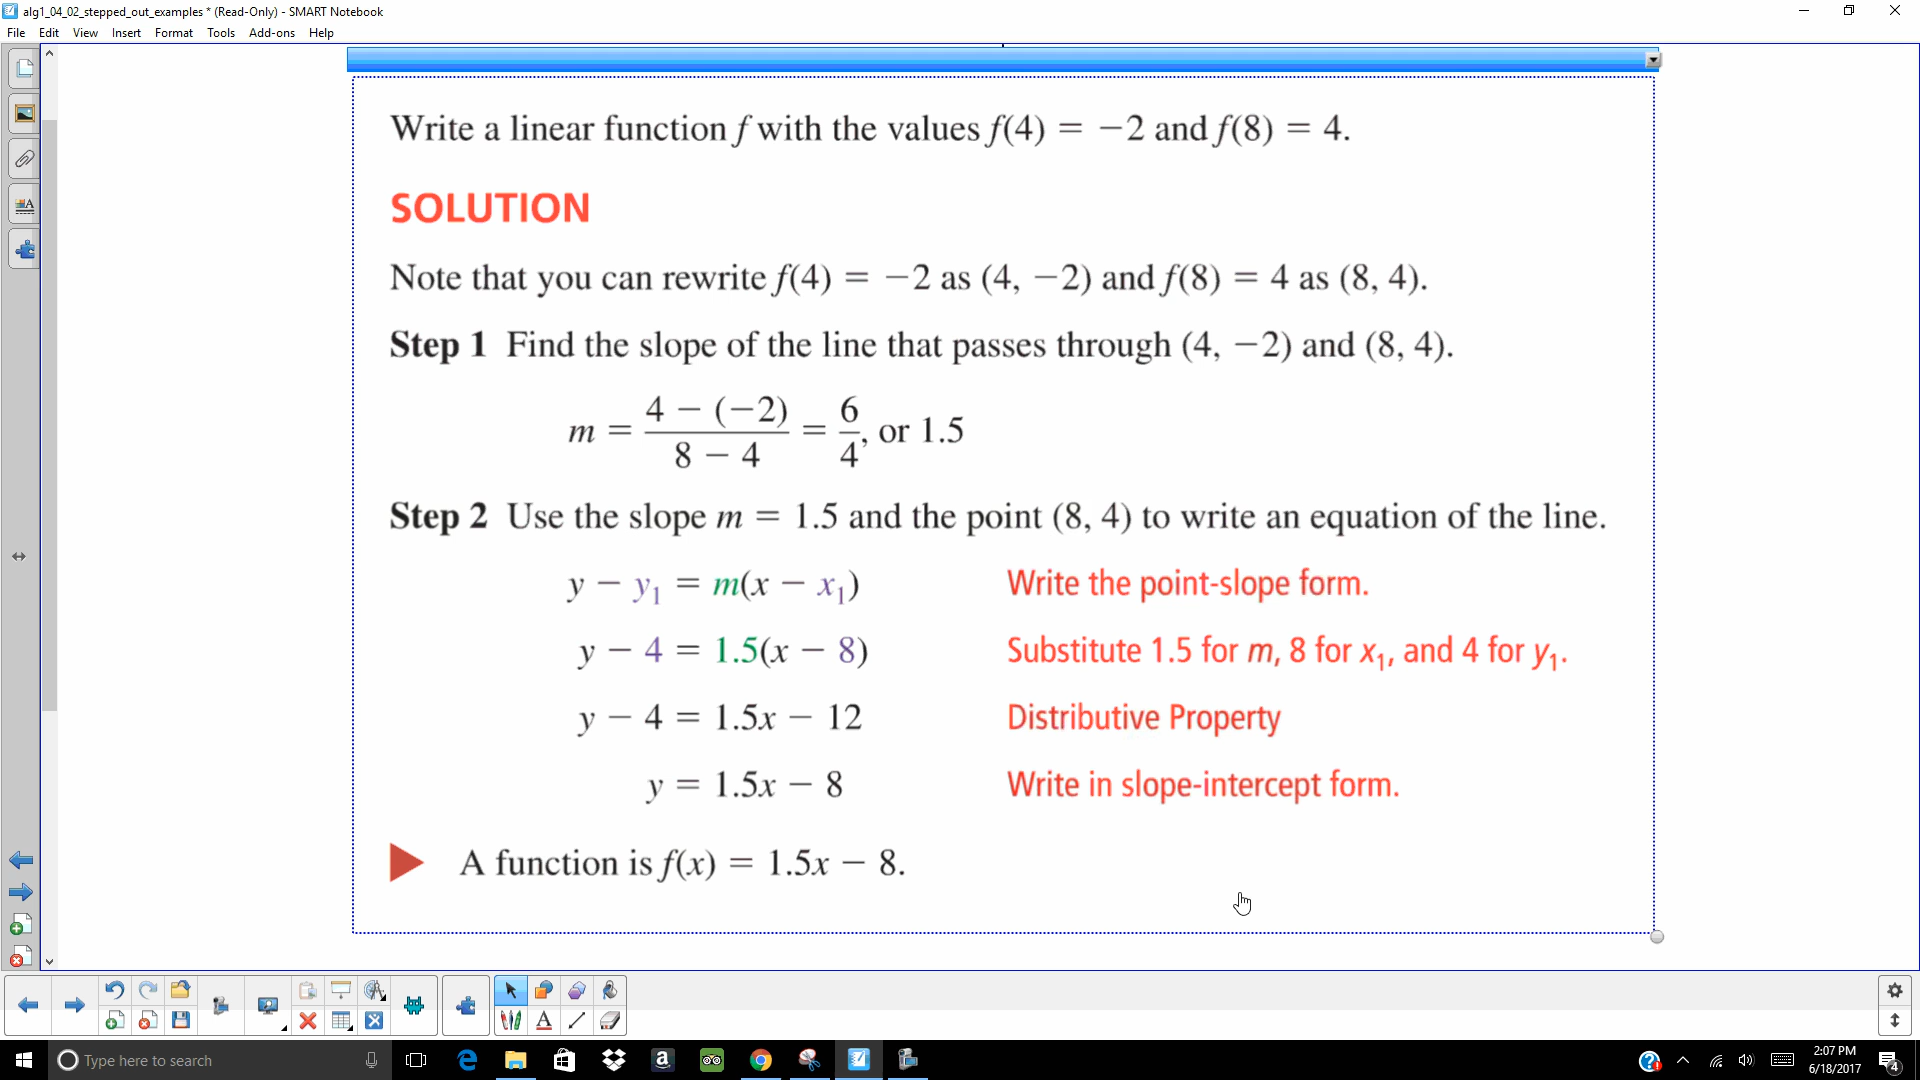 alg1_04_02_stepped_out_examples * (Read-Only) - SMART Notebook
File Edit View Insert Format Tools Add-ons Help
Write a linear function f with the values f(4) = −2 and f(8) = 4.
SOLUTION
Note that you can rewrite f(4) = −2 as (4, −2) and f(8) = 4 as (8, 4).
Step 1 Find the slope of the line that passes through (4, −2) and (8, 4).
m = 4 − (−2) / 8 − 4 = 6/4, or 1.5
Step 2 Use the slope m = 1.5 and the point (8, 4) to write an equation of the line.
y − y₁ = m(x − x₁) Write the point-slope form.
y − 4 = 1.5(x − 8) Substitute 1.5 for m, 8 for x₁, and 4 for y₁.
y − 4 = 1.5x − 12 Distributive Property
y = 1.5x − 8 Write in slope-intercept form.
A function is f(x) = 1.5x − 8.
Type here to search
2:07 PM
6/18/2017
4